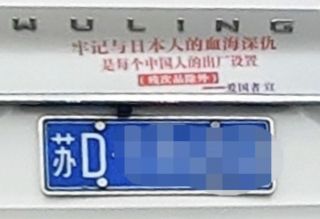 WULING
牢记与日本人的血海深仇
是每个中国人的出厂设置
(残次品除外)
——爱国者 宣
苏D